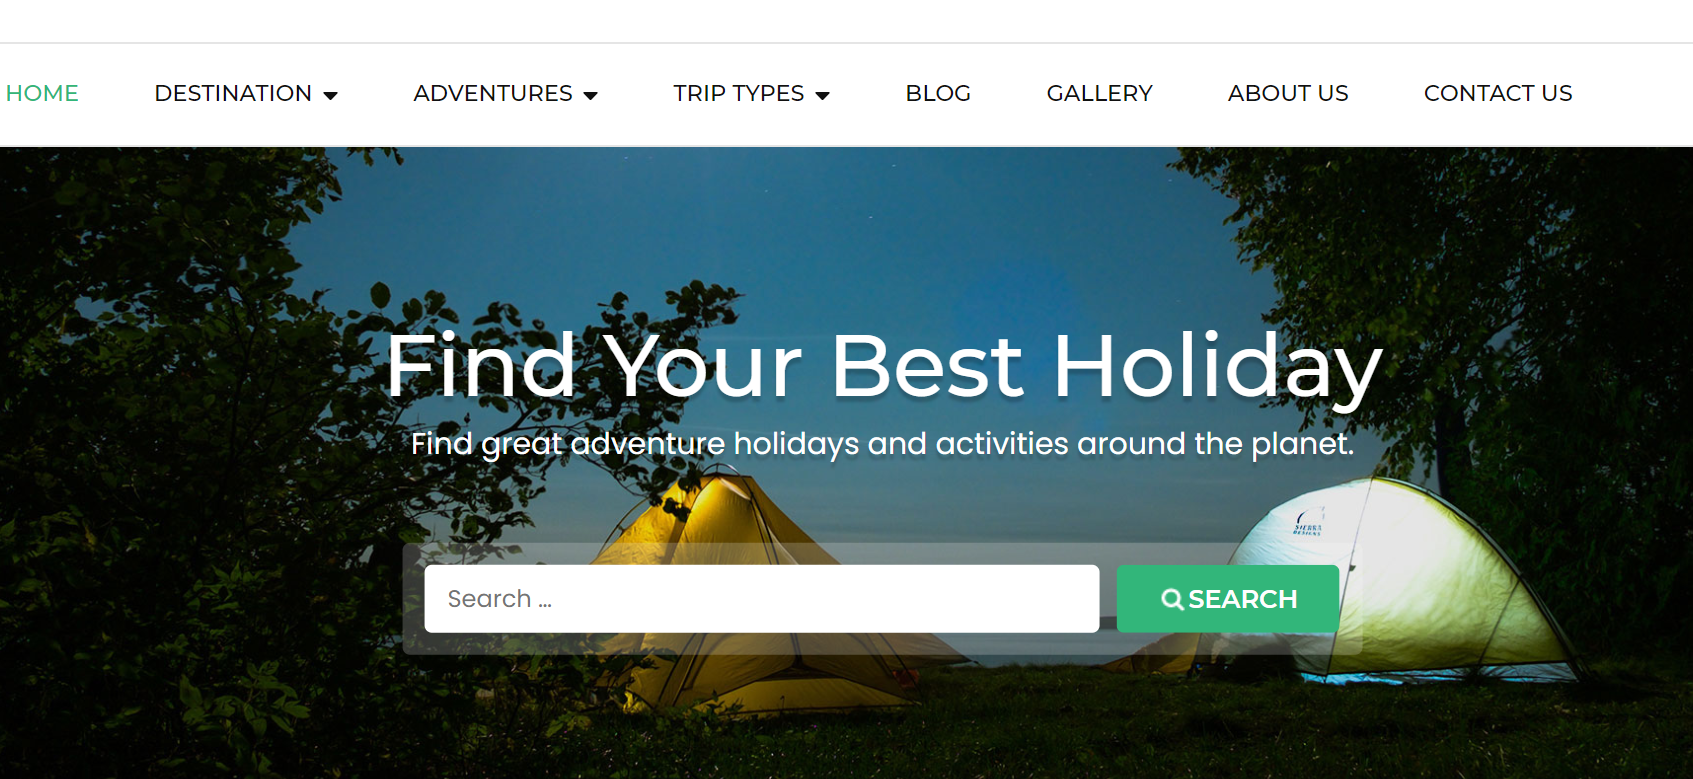 HOME DESTINATION ADVENTURES TRIP TYPES BLOG GALLERY ABOUT US CONTACT US
Find Your Best Holiday
Find great adventure holidays and activities around the planet.
SIERRA
DESIGNS
Search ... SEARCH